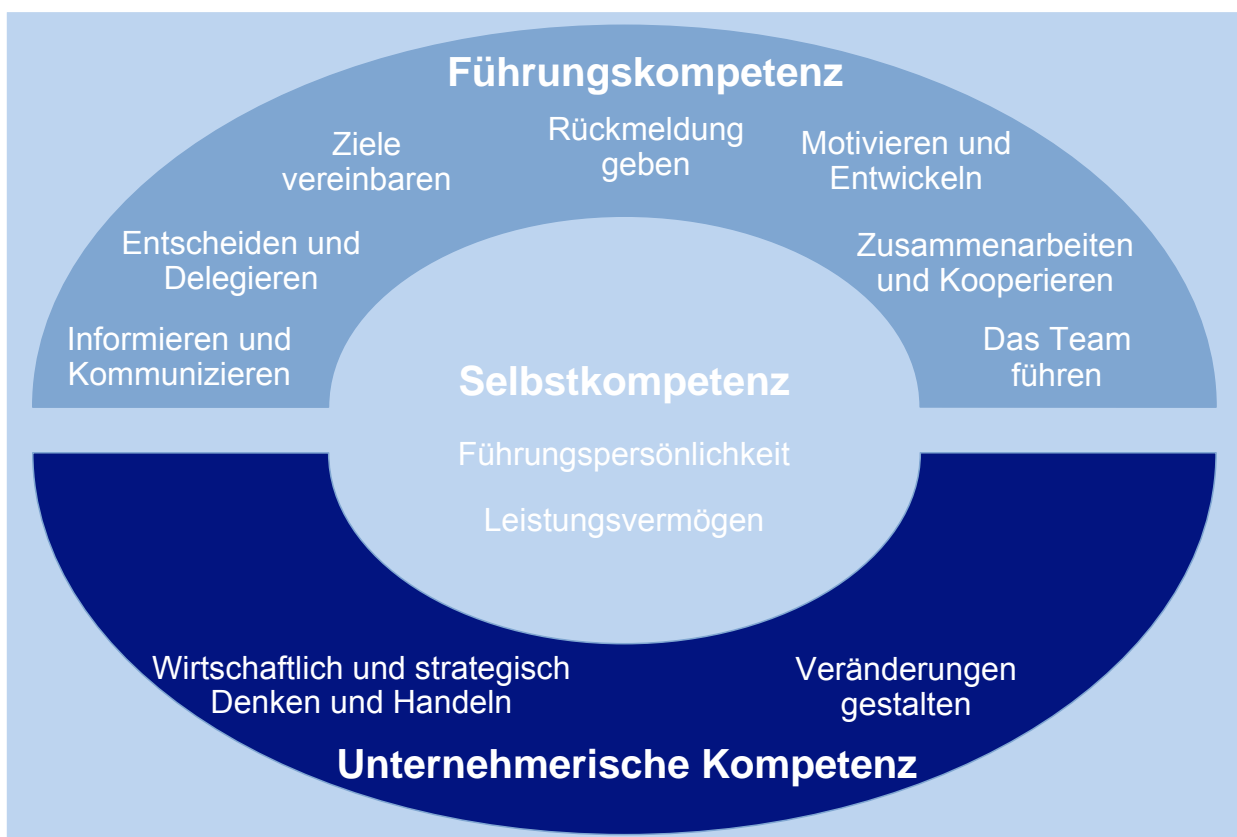 Führungskompetenz
Ziele
vereinbaren
Rückmeldung
geben
Motivieren und
Entwickeln
Entscheiden und
Delegieren
Zusammenarbeiten
und Kooperieren
Informieren und
Kommunizieren
Das Team
führen
Selbstkompetenz
Führungspersönlichkeit
Leistungsvermögen
Wirtschaftlich und strategisch
Denken und Handeln
Veränderungen
gestalten
Unternehmerische Kompetenz